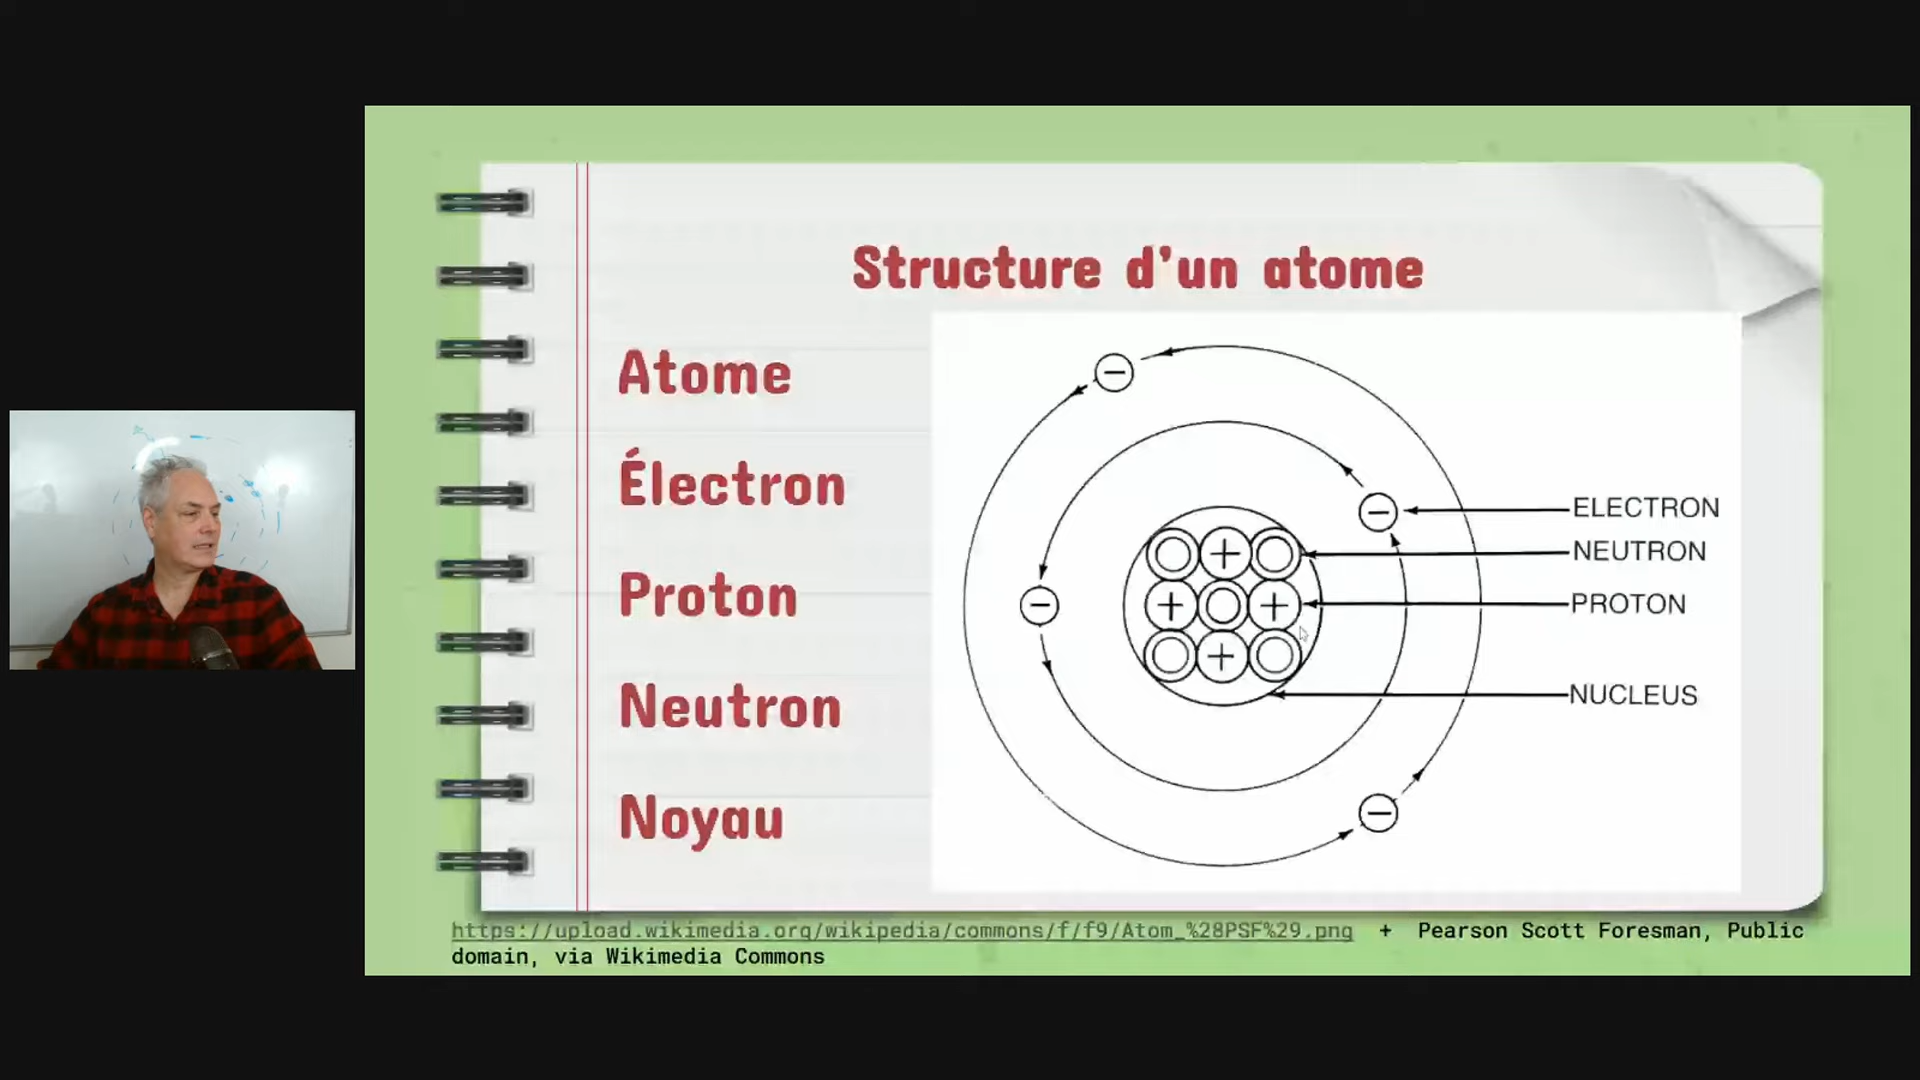 Structure d'un atome
Atome
Électron
Proton
Neutron
Noyau
ELECTRON
NEUTRON
PROTON
NUCLEUS
https://upload.wikimedia.org/wikipedia/commons/f/f9/Atom_%28PSF%29.png + Pearson Scott Foresman, Public
domain, via Wikimedia Commons